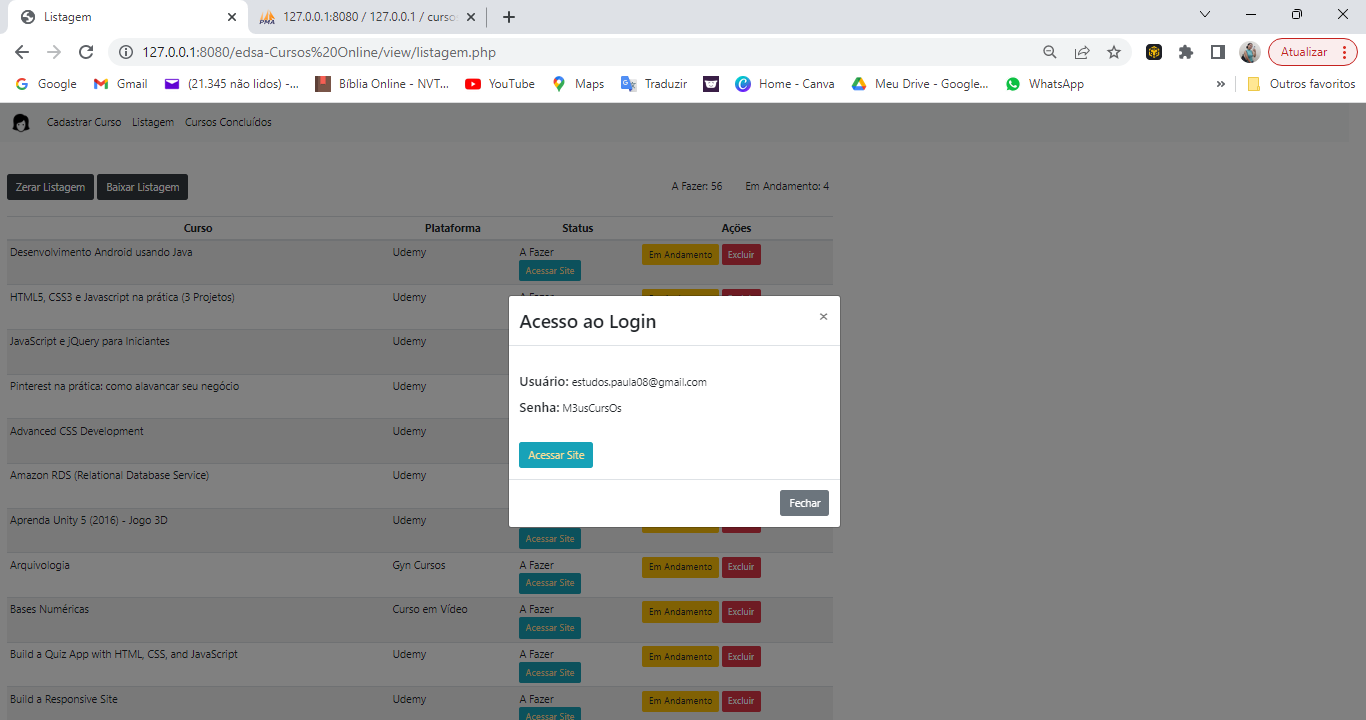 Listagem
PMA 127.0.0.1:8080 / 127.0.0.1 / curso
127.0.0.1:8080/edsa-Cursos%20Online/view/listagem.php
Atualizar
Google Gmail (21.345 não lidos) -... Bíblia Online - NVT... YouTube Maps Traduzir Home - Canva Meu Drive - Google... WhatsApp » Outros favoritos
Cadastrar Curso Listagem Cursos Concluídos
Zerar Listagem Baixar Listagem A Fazer: 56 Em Andamento: 4
Curso Plataforma Status Ações
Desenvolvimento Android usando Java Udemy A Fazer Em Andamento Excluir
Acessar Site
HTML5, CSS3 e Javascript na prática (3 Projetos) Udemy
Acesso ao Login ×
JavaScript e jQuery para Iniciantes Udemy
Usuário: estudos.paula08@gmail.com
Pinterest na prática: como alavancar seu negócio Udemy
Senha: M3usCursOs
Advanced CSS Development Udemy
Acessar Site
Amazon RDS (Relational Database Service) Udemy
Fechar
Aprenda Unity 5 (2016) - Jogo 3D Udemy
Acessar Site
Arquivologia Gyn Cursos A Fazer Em Andamento Excluir
Acessar Site
Bases Numéricas Curso em Vídeo A Fazer Em Andamento Excluir
Acessar Site
Build a Quiz App with HTML, CSS, and JavaScript Udemy A Fazer Em Andamento Excluir
Acessar Site
Build a Responsive Site Udemy A Fazer Em Andamento Excluir
Acessar Site